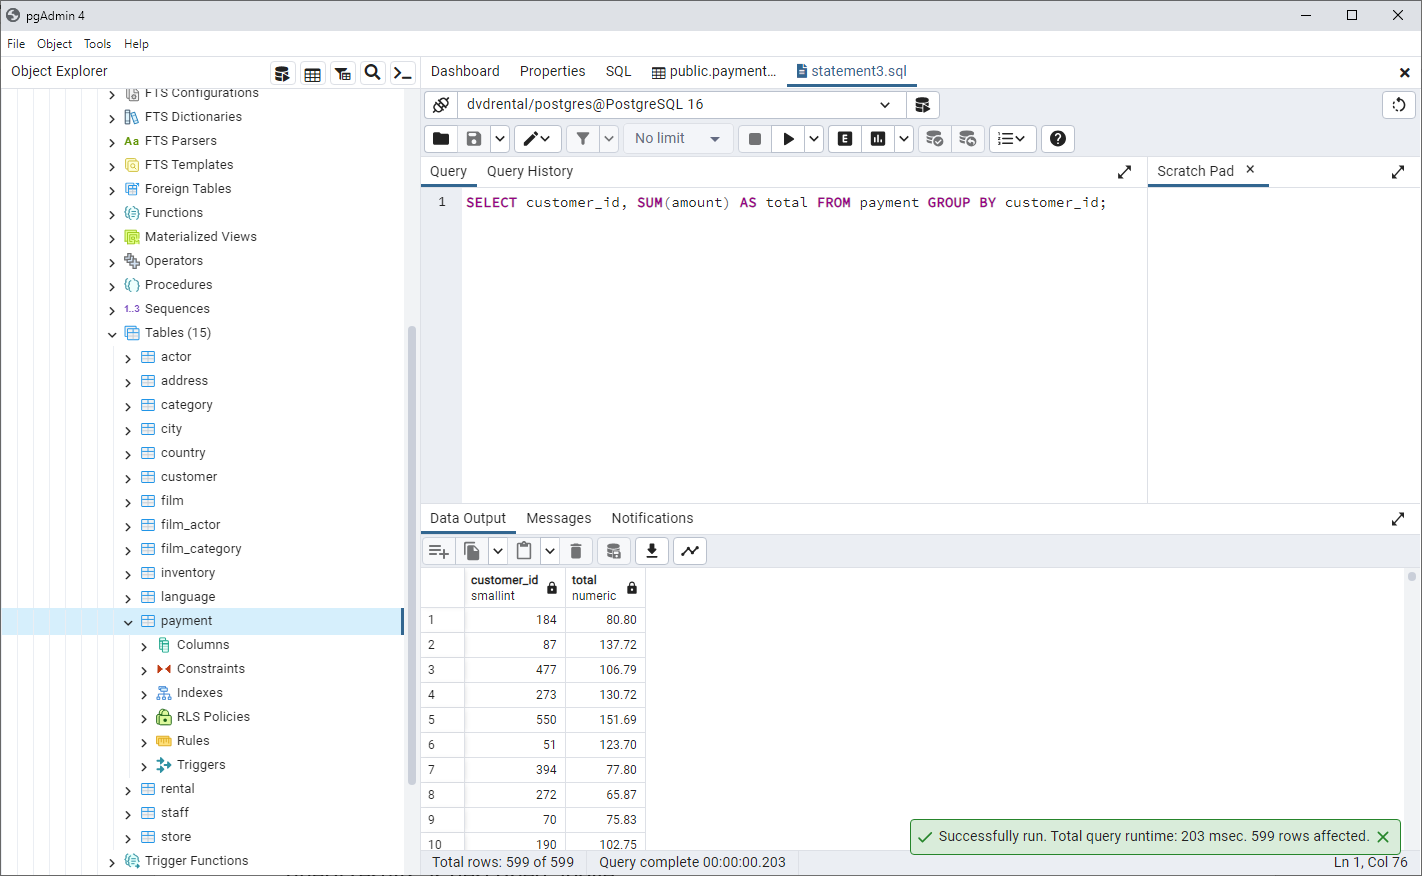 pgAdmin 4
File Object Tools Help
Object Explorer
Dashboard Properties SQL public.payment... statement3.sql
FTS Configurations
FTS Dictionaries
Aa FTS Parsers
FTS Templates
Foreign Tables
Functions
Materialized Views
Operators
Procedures
1..3 Sequences
Tables (15)
actor
address
category
city
country
customer
film
film_actor
film_category
inventory
language
payment
Columns
Constraints
Indexes
RLS Policies
Rules
Triggers
rental
staff
store
Trigger Functions
dvdrental/postgres@PostgreSQL 16
No limit
E
Query Query History
Scratch Pad
1 SELECT customer_id, SUM(amount) AS total FROM payment GROUP BY customer_id;
Data Output Messages Notifications
customer_id total
smallint numeric
1 184 80.80
2 87 137.72
3 477 106.79
4 273 130.72
5 550 151.69
6 51 123.70
7 394 77.80
8 272 65.87
9 70 75.83
10 190 102.75
Successfully run. Total query runtime: 203 msec. 599 rows affected.
Total rows: 599 of 599 Query complete 00:00:00.203 Ln 1, Col 76